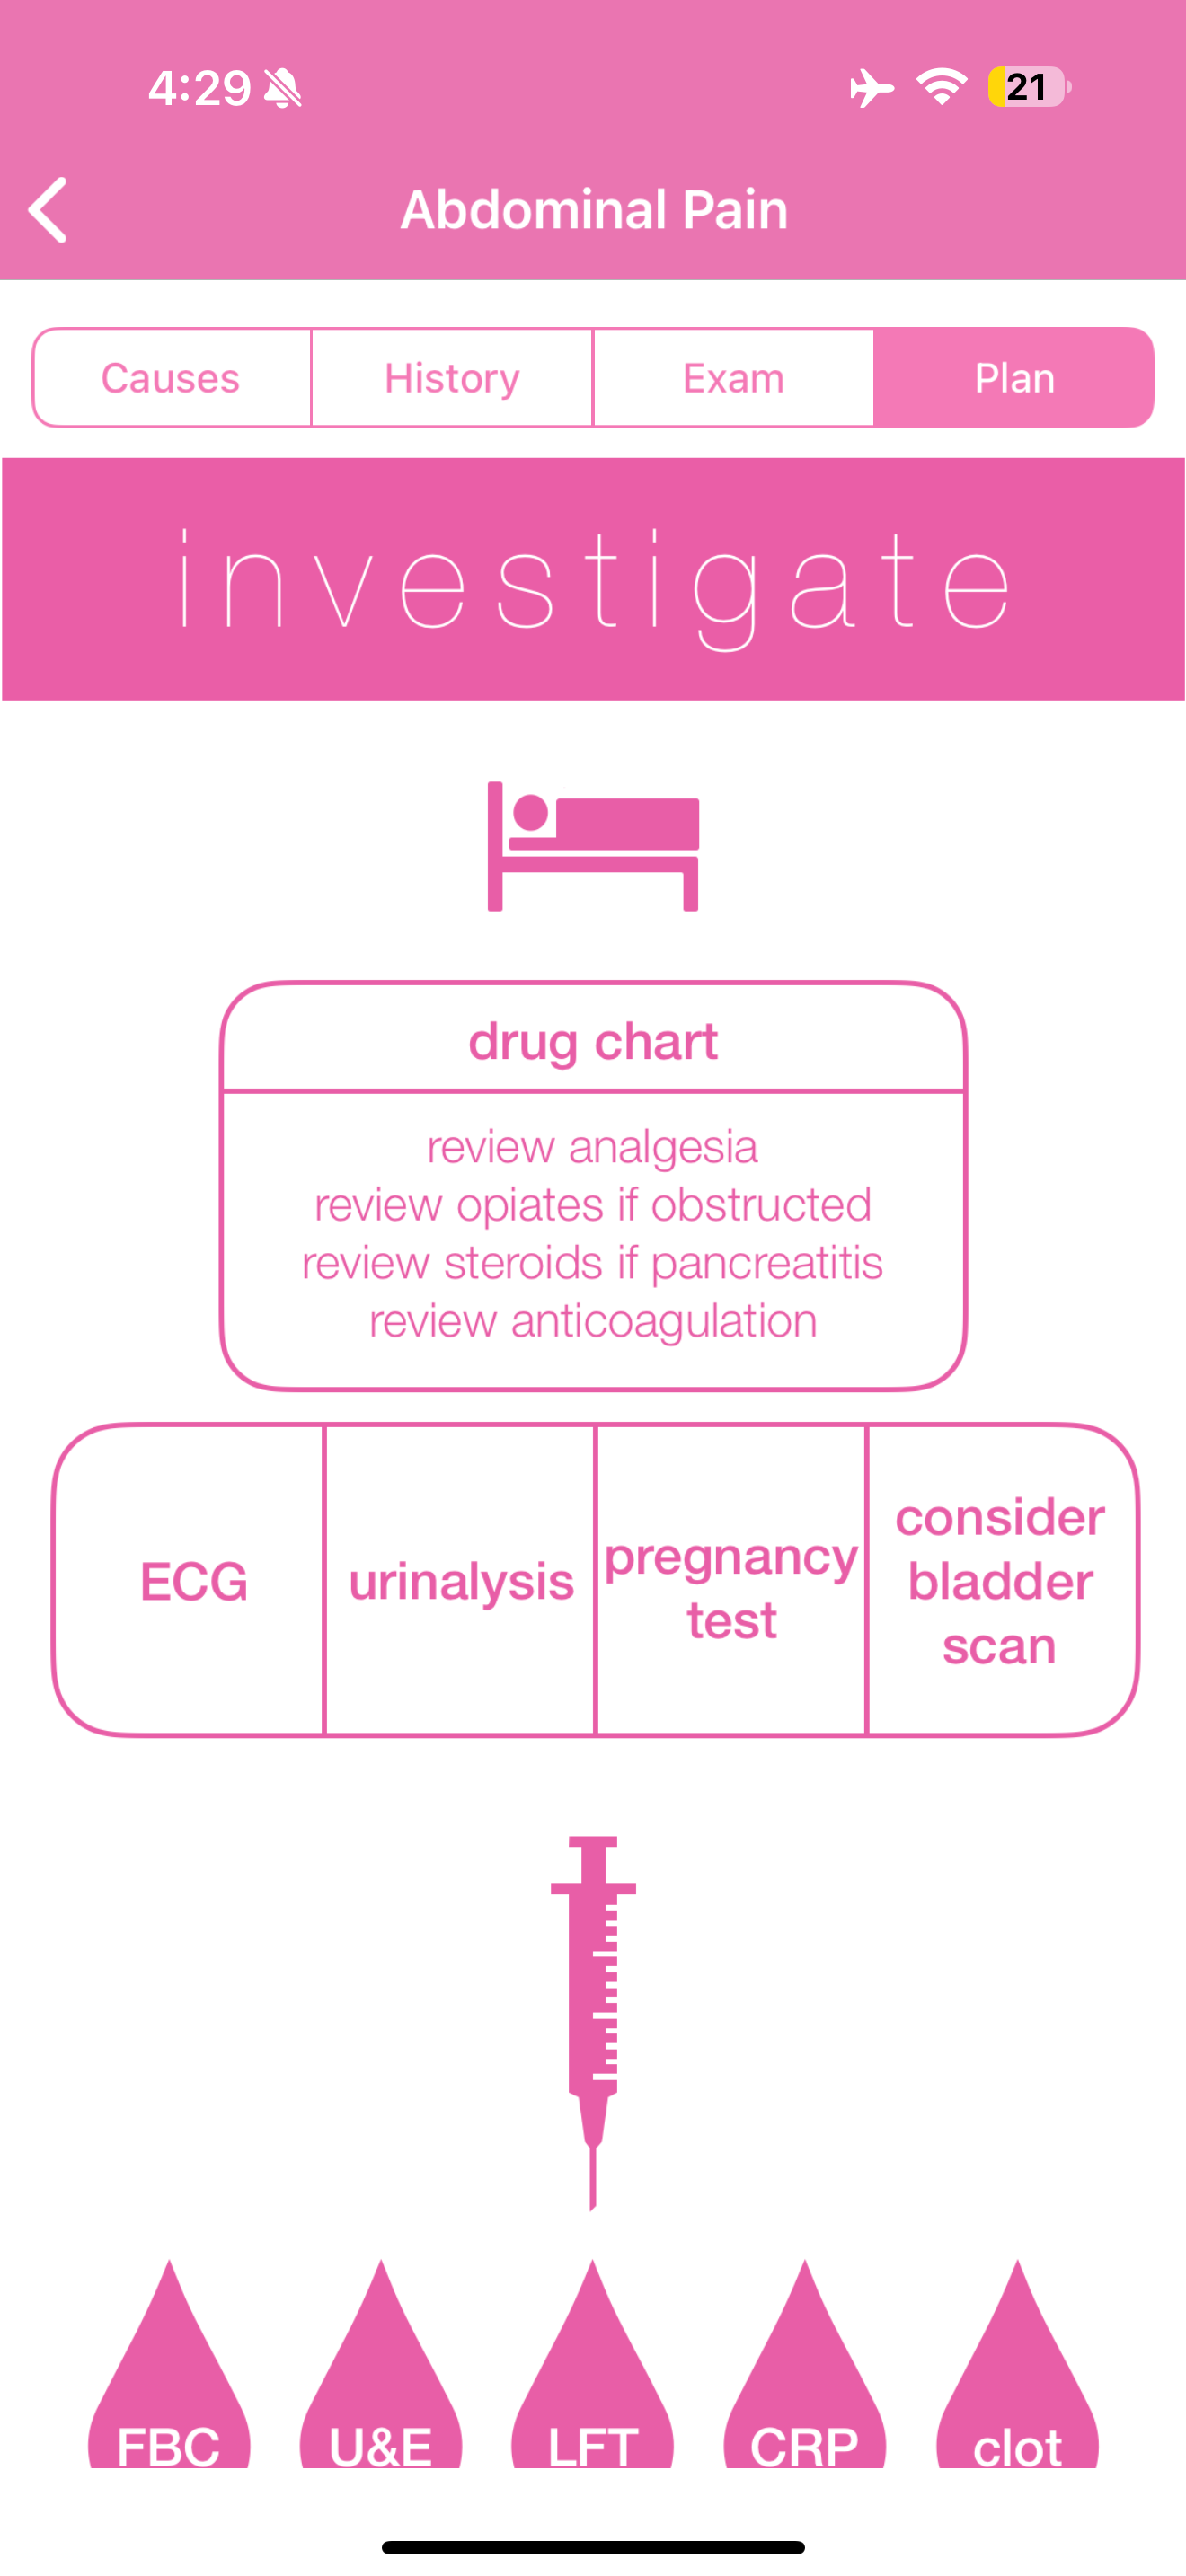 4:29
21
Abdominal Pain
Causes History Exam Plan
investigate
drug chart
review analgesia
review opiates if obstructed
review steroids if pancreatitis
review anticoagulation
ECG
urinalysis
pregnancy
test
consider
bladder
scan
FBC U&E LFT CRP clot